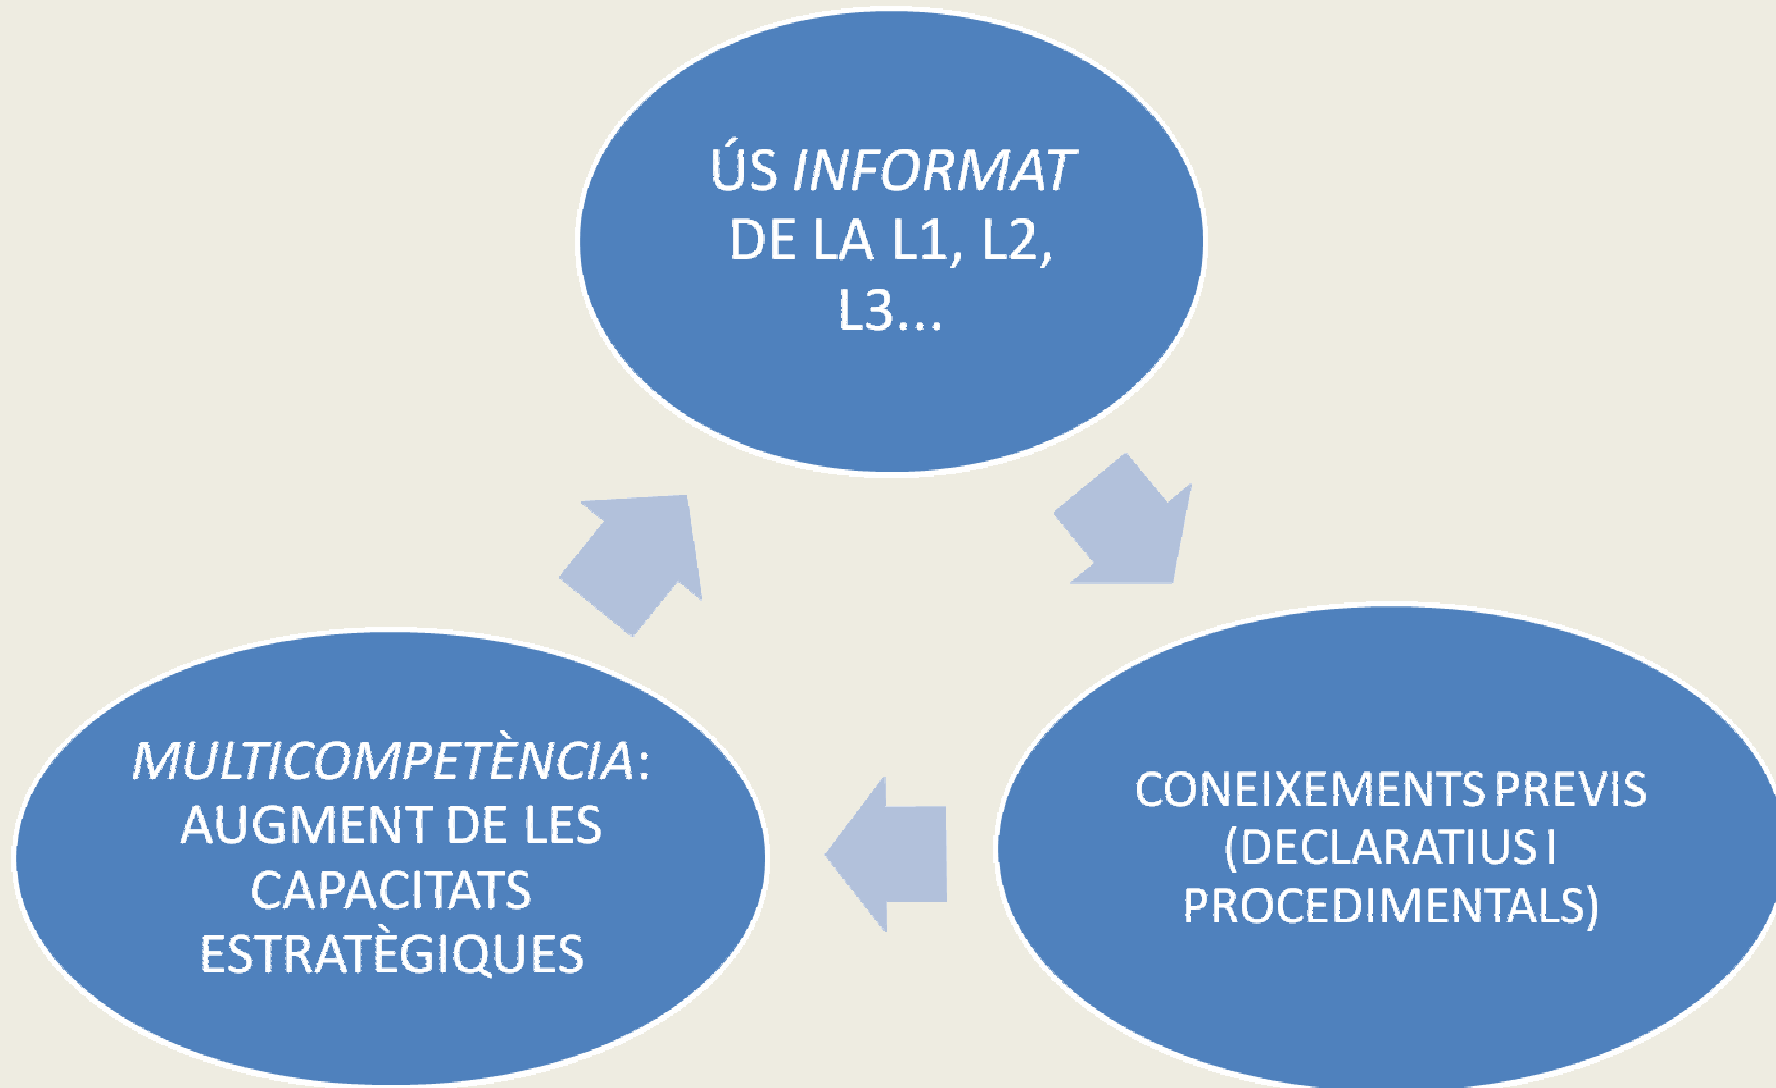 ÚS INFORMAT
DE LA L1, L2,
L3...
CONEIXEMENTS PREVIS
(DECLARATIUS I
PROCEDIMENTALS)
MULTICOMPETÈNCIA:
AUGMENT DE LES
CAPACITATS
ESTRATÈGIQUES